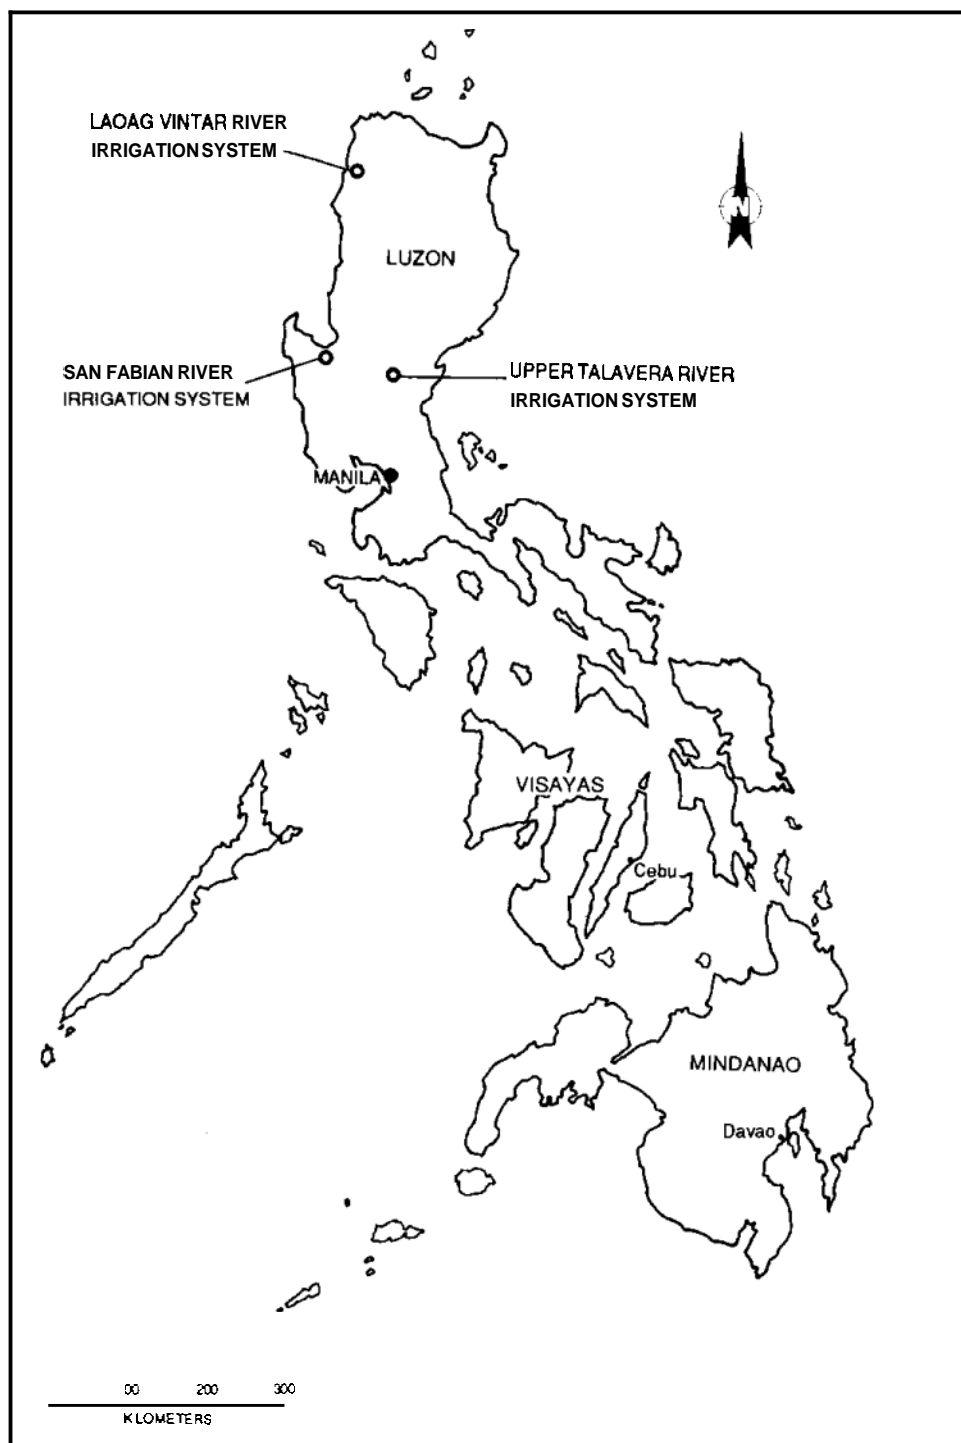 LAOAG VINTAR RIVER
IRRIGATION SYSTEM
N
LUZON
SAN FABIAN RIVER
IRRIGATION SYSTEM
UPPER TALAVERA RIVER
IRRIGATION SYSTEM
MANILA
VISAYAS
Cebu
MINDANAO
Davao
00 200 300
KLOMETERS